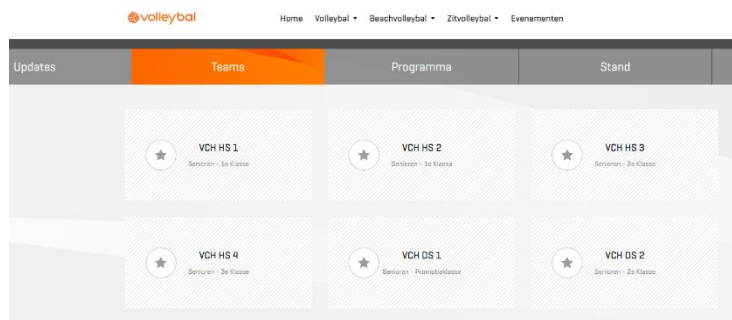 volleybal
Home Volleybal Beachvolleybal Zitvolleybal Evenementen
Updates Teams Programma Stand
VCH HS 1 VCH HS 2 VCH HS 3
Senioren - 1e Klasse Senioren - 1e Klasse Senioren - 2e Klasse
VCH HS 4 VCH DS 1 VCH DS 2
Senioren - 3e Klasse Senioren - Promotieklasse Senioren - 2e Klasse